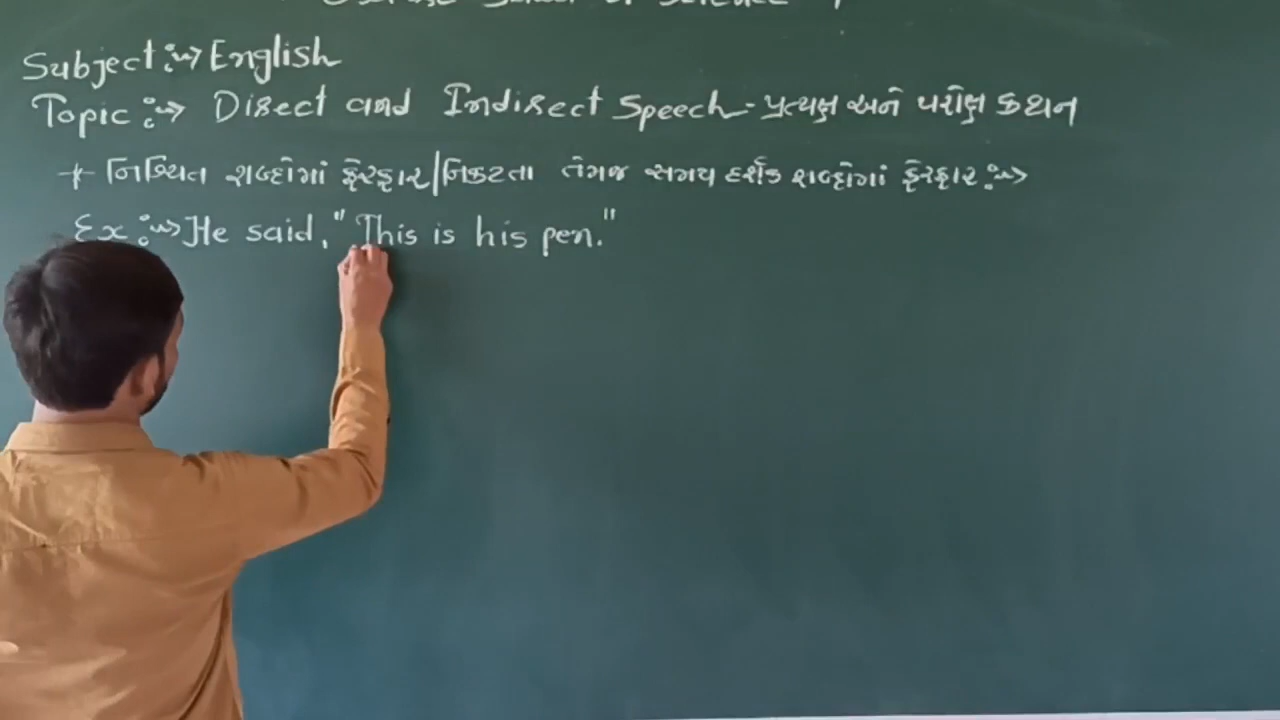 Subject :⇝ English
Topic :⇝ Direct and Indirect Speech - પ્રત્યક્ષ અને પરોક્ષ કથન
+ નિશ્ચિત શબ્દોમાં ફેરફાર/નિકટતા તેમજ સમય દર્શક શબ્દોમાં ફેરફાર :⇝
Ex :⇝ He said, "This is his pen."